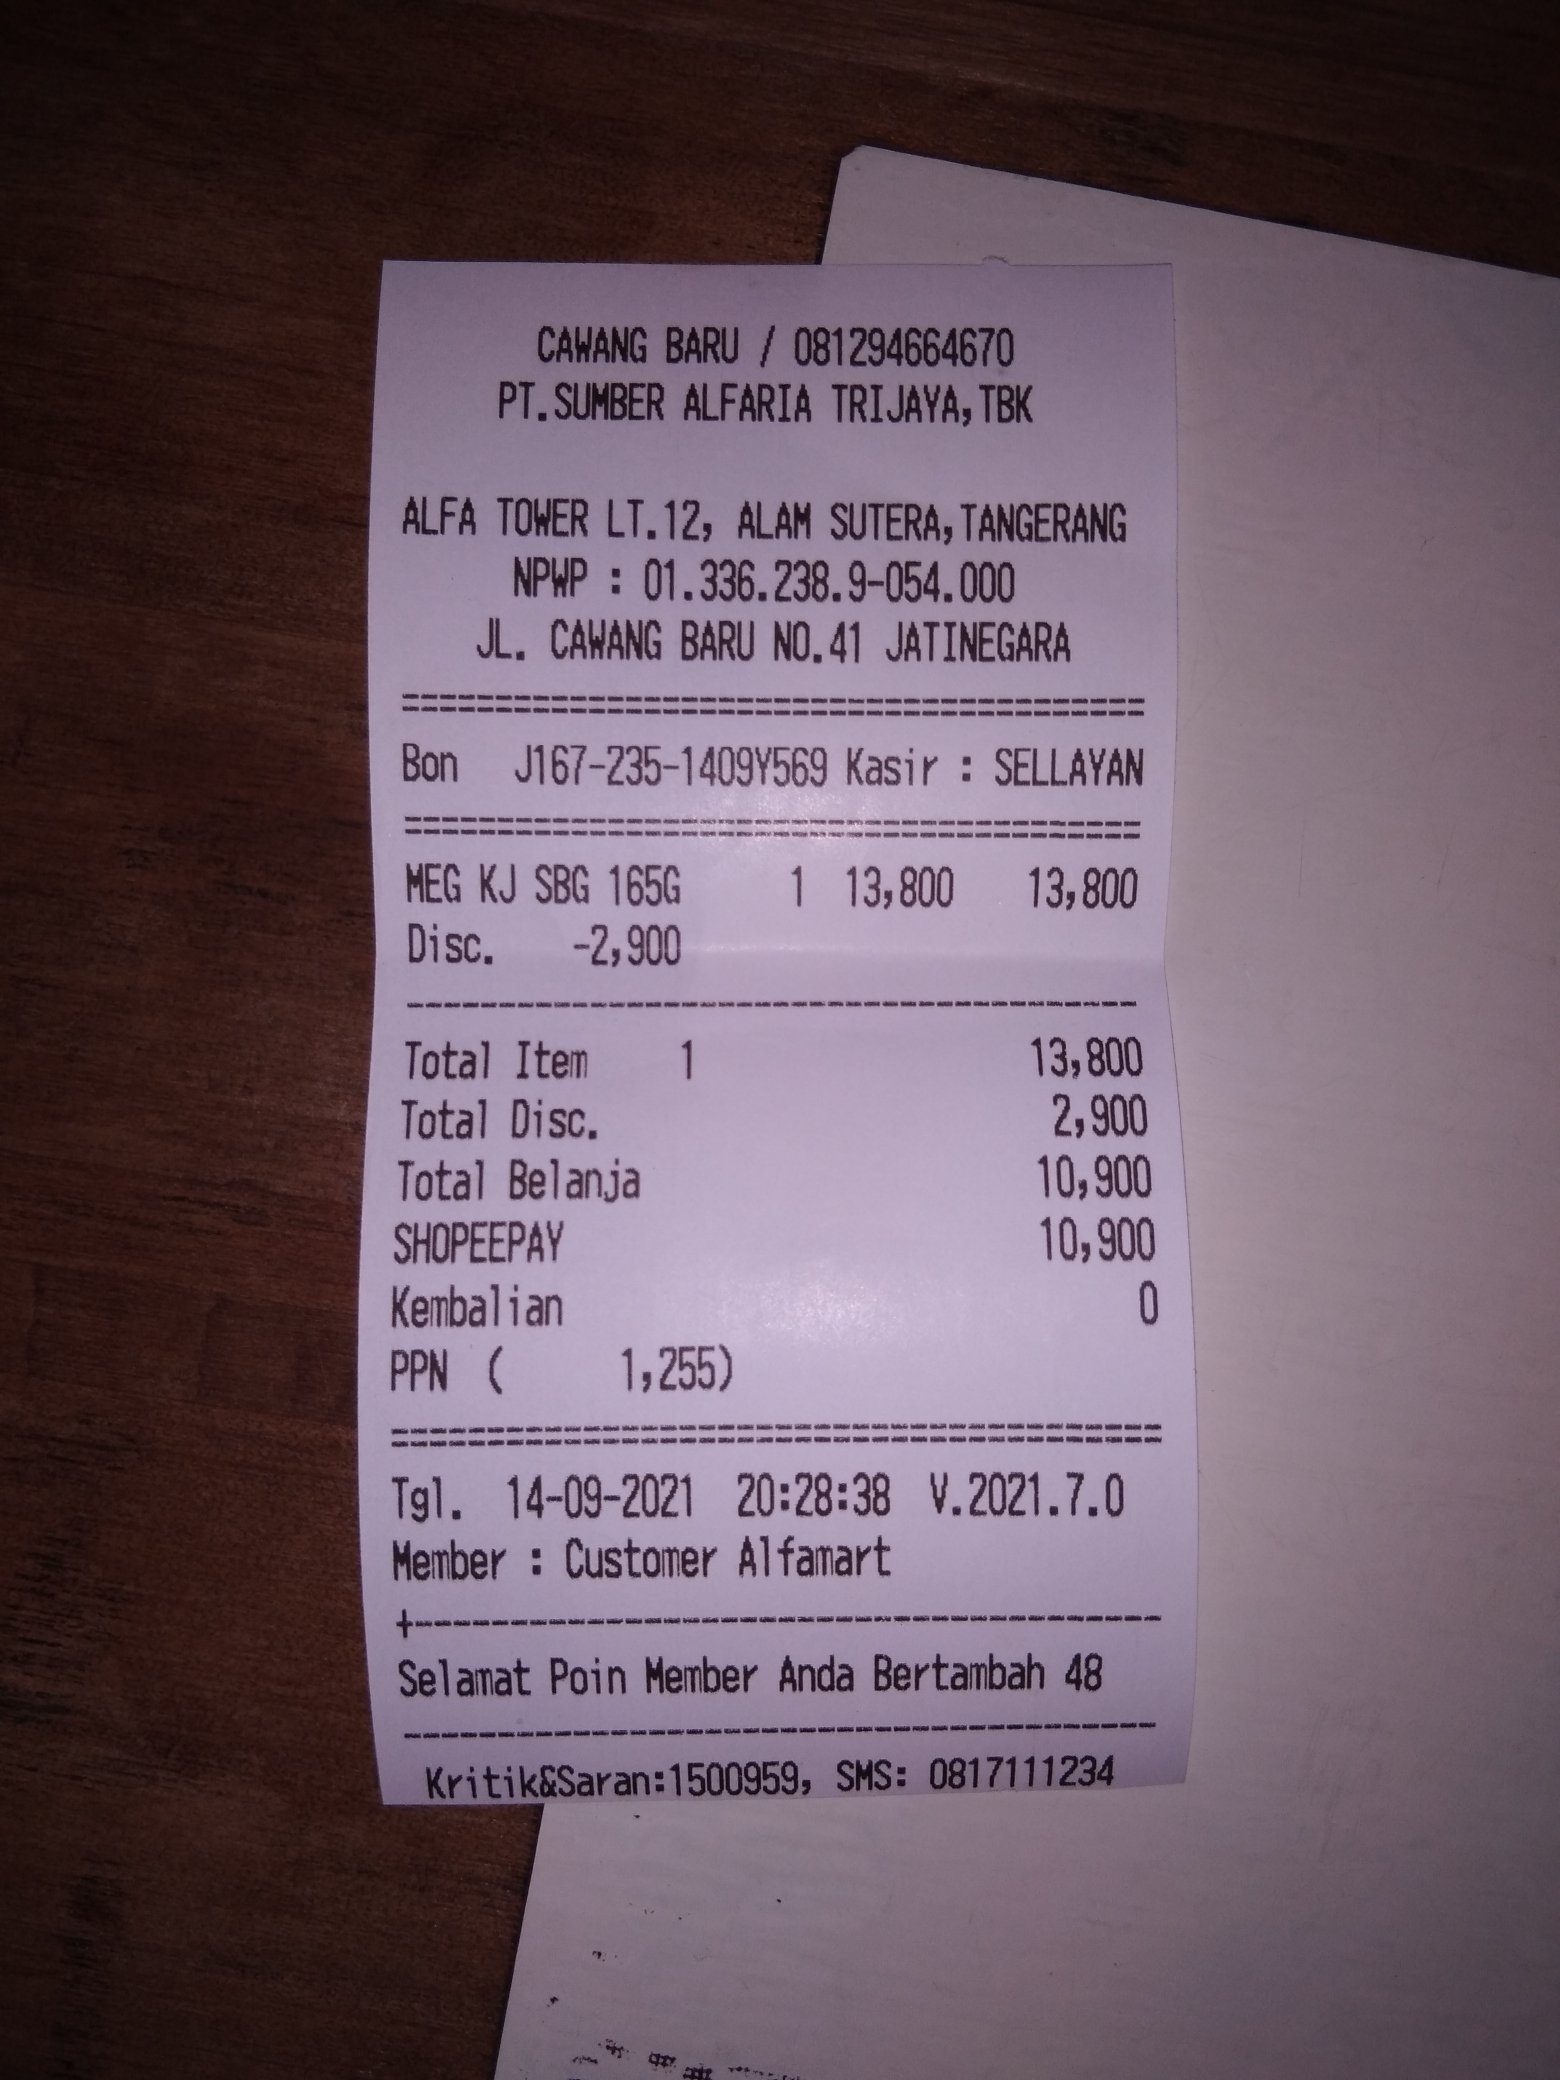 CAWANG BARU / 081294664670
PT.SUMBER ALFARIA TRIJAYA,TBK
ALFA TOWER LT.12, ALAM SUTERA,TANGERANG
NPWP : 01.336.238.9-054.000
JL. CAWANG BARU NO.41 JATINEGARA
========================================
Bon J167-235-1409Y569 Kasir : SELLAYAN
========================================
MEG KJ SBG 165G 1 13,800 13,800
Disc. -2,900
----------------------------------------
Total Item 1 13,800
Total Disc. 2,900
Total Belanja 10,900
SHOPEEPAY 10,900
Kembalian 0
PPN ( 1,255)
========================================
Tgl. 14-09-2021 20:28:38 V.2021.7.0
Member : Customer Alfamart
+---------------------------------------
Selamat Poin Member Anda Bertambah 48
----------------------------------------
Kritik&Saran:1500959, SMS: 0817111234